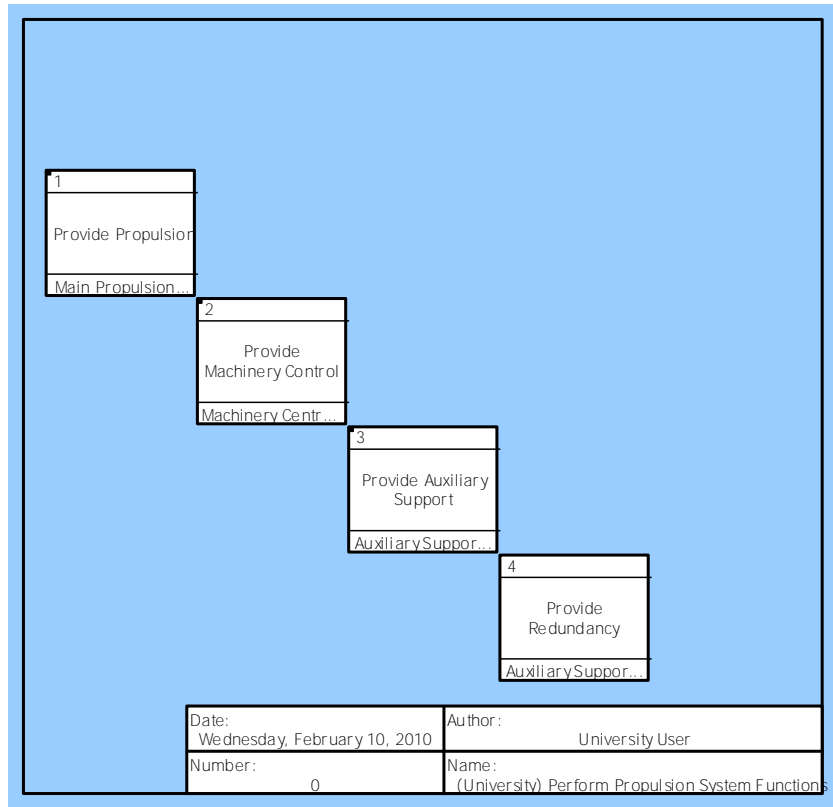 1
Provide Propulsion
Main Propulsion...
2
Provide
Machinery Control
Machinery Centr...
3
Provide Auxiliary
Support
Auxiliary Suppor...
4
Provide
Redundancy
Auxiliary Suppor...
Date:
Wednesday, February 10, 2010
Author:
University User
Number:
0
Name:
(University) Perform Propulsion System Functions